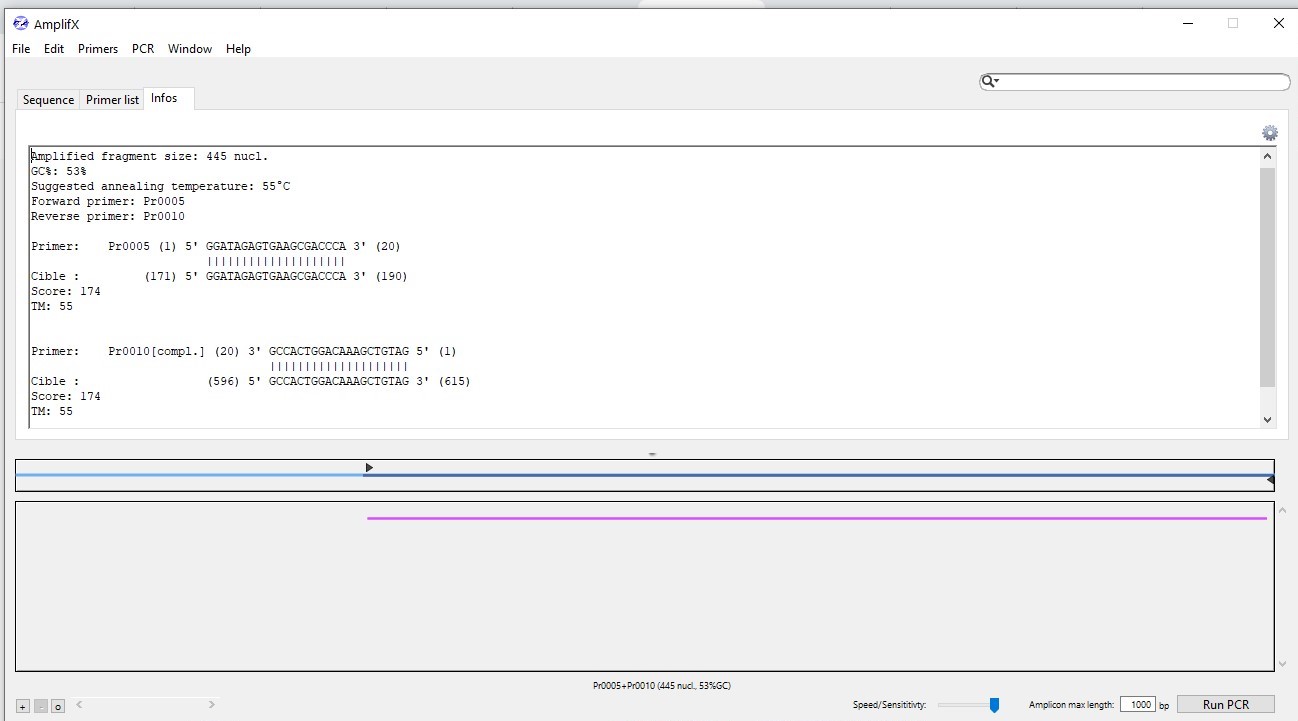 AmplifX
File Edit Primers PCR Window Help
Sequence Primer list Infos
Amplified fragment size: 445 nucl.
GC%: 53%
Suggested annealing temperature: 55°C
Forward primer: Pr0005
Reverse primer: Pr0010
Primer: Pr0005 (1) 5' GGATAGAGTGAAGCGACCCA 3' (20)
||||||||||||||||||||
Cible : (171) 5' GGATAGAGTGAAGCGACCCA 3' (190)
Score: 174
TM: 55
Primer: Pr0010[compl.] (20) 3' GCCACTGGACAAAGCTGTAG 5' (1)
||||||||||||||||||||
Cible : (596) 5' GCCACTGGACAAAGCTGTAG 3' (615)
Score: 174
TM: 55
Pr0005+Pr0010 (445 nucl., 53%GC)
+ - o < > Speed/Sensititivty: Amplicon max length: 1000 bp Run PCR